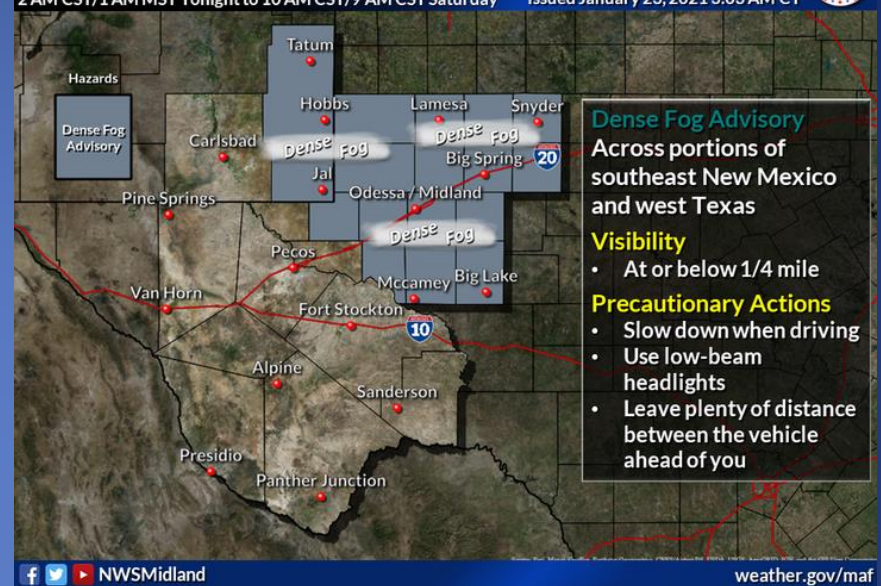 2 AM CST/1 AM MST Tonight to 10 AM CST/9 AM CST Saturday
Tatum
Hazards
Dense Fog
Advisory
Hobbs
Lamesa
Snyder
Carlsbad
Dense Fog
Dense Fog
Big Spring
20
Jal
Odessa / Midland
Pine Springs
Dense Fog
Pecos
Mccamey
Big Lake
Van Horn
Fort Stockton
10
Alpine
Sanderson
Presidio
Panther Junction
Dense Fog Advisory
Across portions of
southeast New Mexico
and west Texas
Visibility
• At or below 1/4 mile
Precautionary Actions
• Slow down when driving
• Use low-beam
headlights
• Leave plenty of distance
between the vehicle
ahead of you
NWSMidland
weather.gov/maf